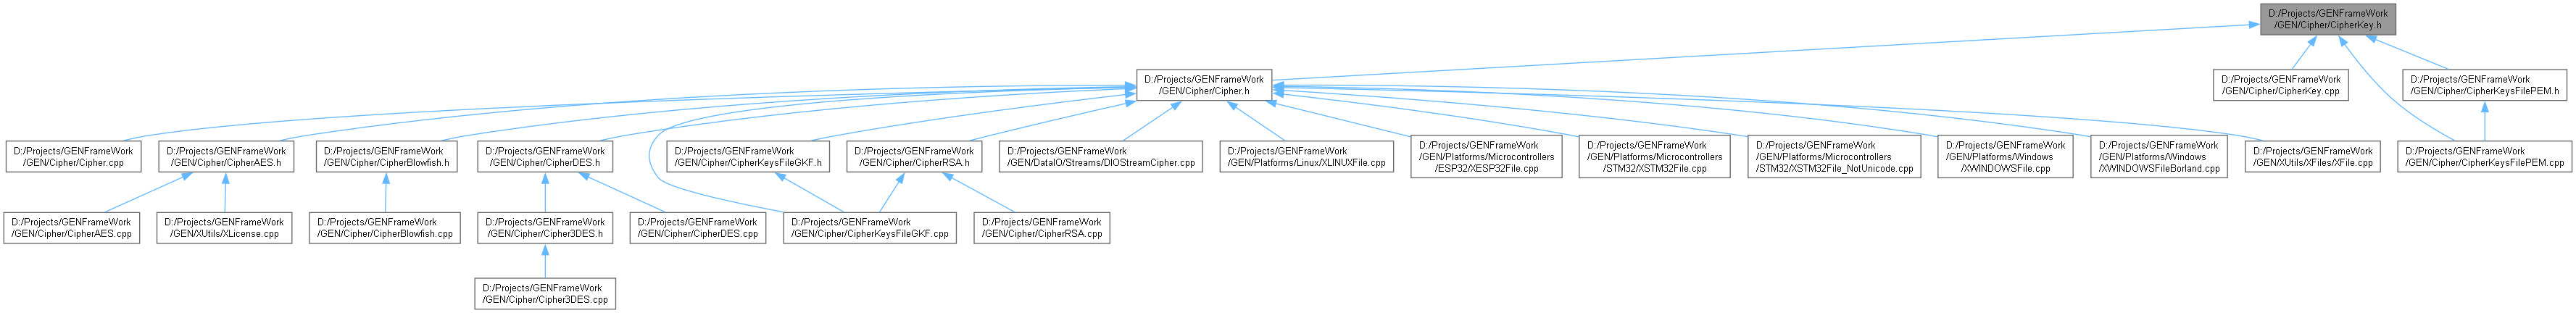 D:/Projects/GENFrameWork
/GEN/Cipher/CipherKey.h
D:/Projects/GENFrameWork
/GEN/Cipher/Cipher.h
D:/Projects/GENFrameWork
/GEN/Cipher/CipherKey.cpp
D:/Projects/GENFrameWork
/GEN/Cipher/CipherKeysFilePEM.h
D:/Projects/GENFrameWork
/GEN/Cipher/Cipher.cpp
D:/Projects/GENFrameWork
/GEN/Cipher/CipherAES.h
D:/Projects/GENFrameWork
/GEN/Cipher/CipherBlowfish.h
D:/Projects/GENFrameWork
/GEN/Cipher/CipherDES.h
D:/Projects/GENFrameWork
/GEN/Cipher/CipherKeysFileGKF.h
D:/Projects/GENFrameWork
/GEN/Cipher/CipherRSA.h
D:/Projects/GENFrameWork
/GEN/DataIO/Streams/DIOStreamCipher.cpp
D:/Projects/GENFrameWork
/GEN/Platforms/Linux/XLINUXFile.cpp
D:/Projects/GENFrameWork
/GEN/Platforms/Microcontrollers
/ESP32/XESP32File.cpp
D:/Projects/GENFrameWork
/GEN/Platforms/Microcontrollers
/STM32/XSTM32File.cpp
D:/Projects/GENFrameWork
/GEN/Platforms/Microcontrollers
/STM32/XSTM32File_NotUnicode.cpp
D:/Projects/GENFrameWork
/GEN/Platforms/Windows
/XWINDOWSFile.cpp
D:/Projects/GENFrameWork
/GEN/Platforms/Windows
/XWINDOWSFileBorland.cpp
D:/Projects/GENFrameWork
/GEN/XUtils/XFiles/XFile.cpp
D:/Projects/GENFrameWork
/GEN/Cipher/CipherKeysFilePEM.cpp
D:/Projects/GENFrameWork
/GEN/Cipher/CipherAES.cpp
D:/Projects/GENFrameWork
/GEN/XUtils/XLicense.cpp
D:/Projects/GENFrameWork
/GEN/Cipher/CipherBlowfish.cpp
D:/Projects/GENFrameWork
/GEN/Cipher/Cipher3DES.h
D:/Projects/GENFrameWork
/GEN/Cipher/CipherDES.cpp
D:/Projects/GENFrameWork
/GEN/Cipher/CipherKeysFileGKF.cpp
D:/Projects/GENFrameWork
/GEN/Cipher/CipherRSA.cpp
D:/Projects/GENFrameWork
/GEN/Cipher/Cipher3DES.cpp